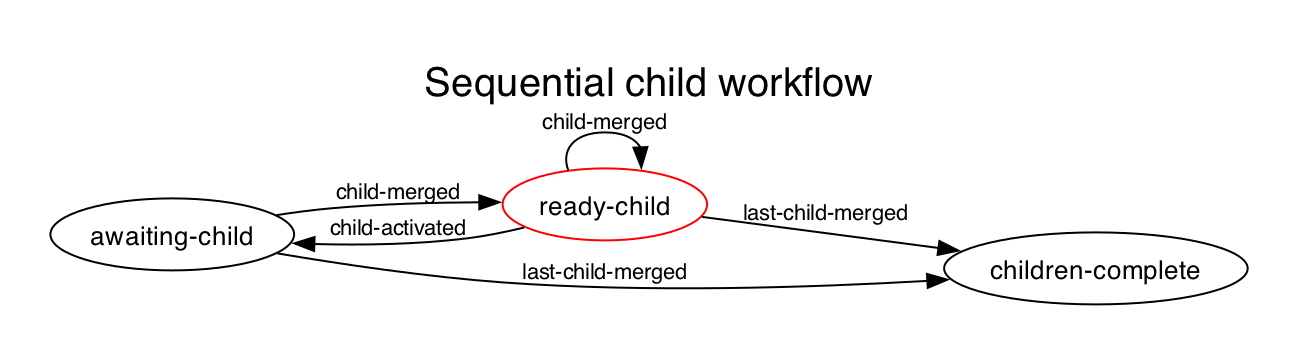 Sequential child workflow
child-merged
child-merged
ready-child
last-child-merged
child-activated
awaiting-child
last-child-merged
children-complete